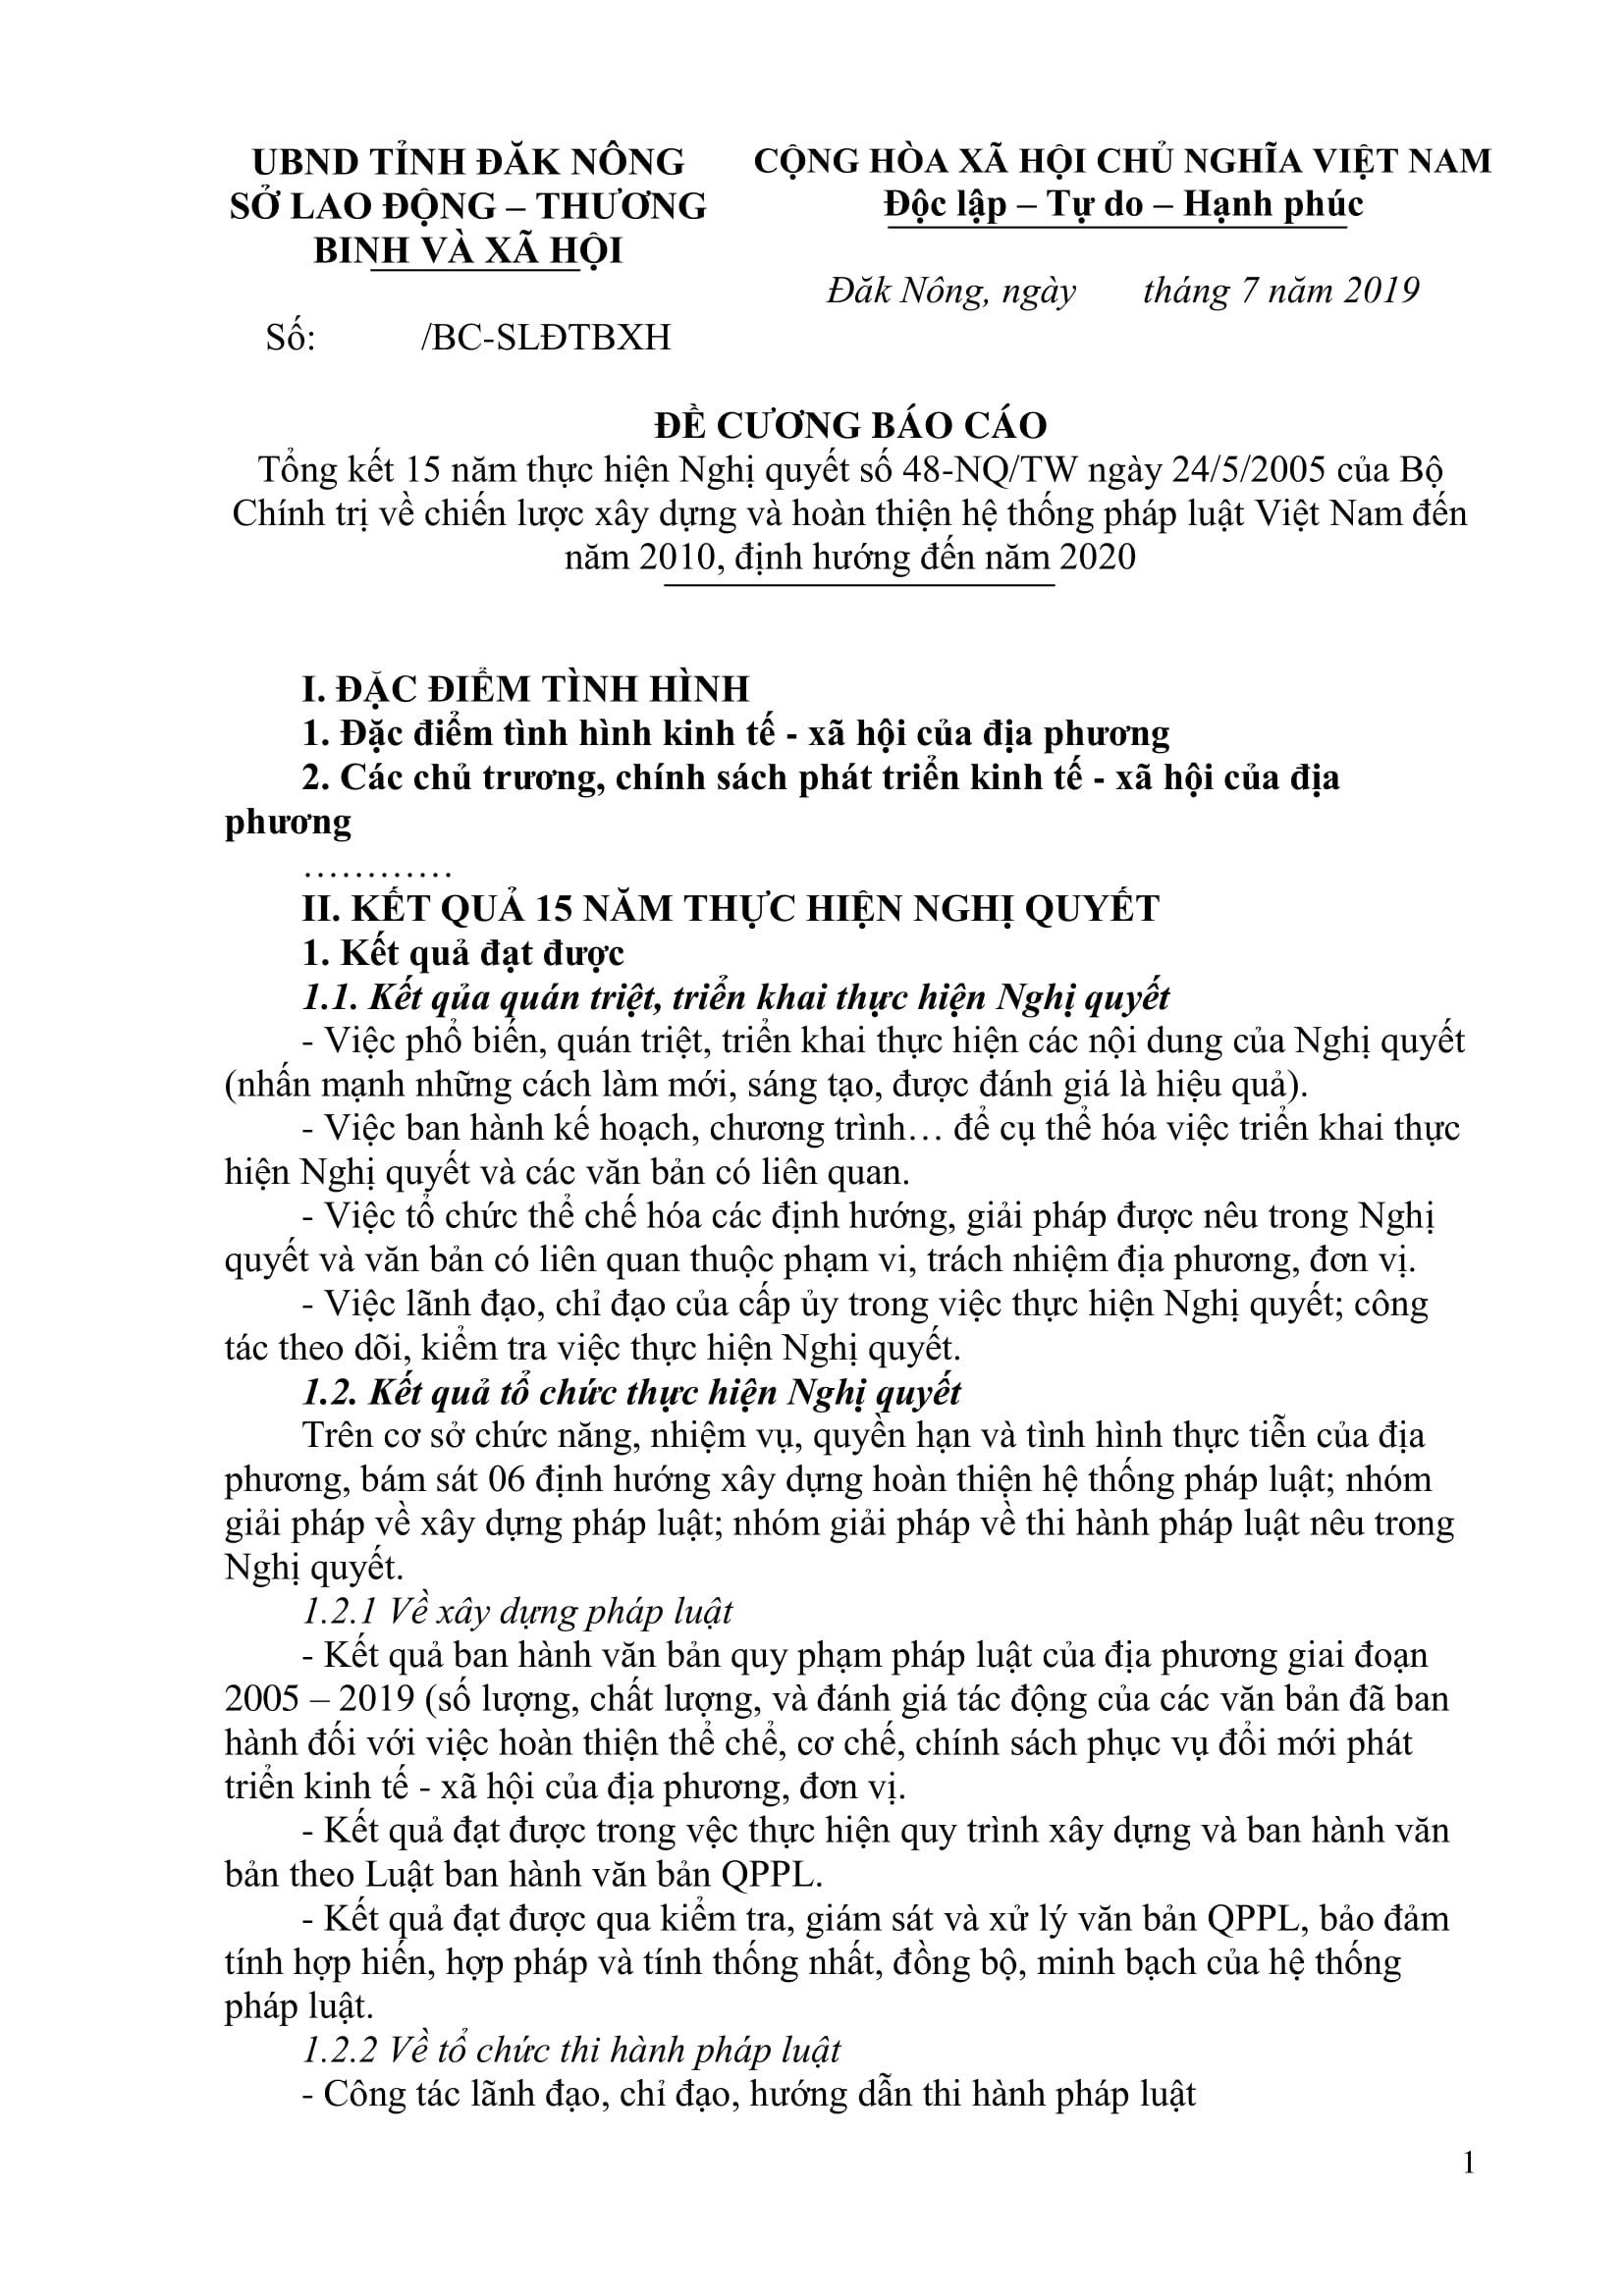 UBND TỈNH ĐĂK NÔNG
SỞ LAO ĐỘNG – THƯƠNG
BINH VÀ XÃ HỘI
Số: /BC-SLĐTBXH
CỘNG HÒA XÃ HỘI CHỦ NGHĨA VIỆT NAM
Độc lập – Tự do – Hạnh phúc
Đăk Nông, ngày tháng 7 năm 2019
ĐỀ CƯƠNG BÁO CÁO
Tổng kết 15 năm thực hiện Nghị quyết số 48-NQ/TW ngày 24/5/2005 của Bộ
Chính trị về chiến lược xây dựng và hoàn thiện hệ thống pháp luật Việt Nam đến
năm 2010, định hướng đến năm 2020
I. ĐẶC ĐIỂM TÌNH HÌNH
1. Đặc điểm tình hình kinh tế - xã hội của địa phương
2. Các chủ trương, chính sách phát triển kinh tế - xã hội của địa
phương
…………
II. KẾT QUẢ 15 NĂM THỰC HIỆN NGHỊ QUYẾT
1. Kết quả đạt được
1.1. Kết qủa quán triệt, triển khai thực hiện Nghị quyết
- Việc phổ biến, quán triệt, triển khai thực hiện các nội dung của Nghị quyết
(nhấn mạnh những cách làm mới, sáng tạo, được đánh giá là hiệu quả).
- Việc ban hành kế hoạch, chương trình… để cụ thể hóa việc triển khai thực
hiện Nghị quyết và các văn bản có liên quan.
- Việc tổ chức thể chế hóa các định hướng, giải pháp được nêu trong Nghị
quyết và văn bản có liên quan thuộc phạm vi, trách nhiệm địa phương, đơn vị.
- Việc lãnh đạo, chỉ đạo của cấp ủy trong việc thực hiện Nghị quyết; công
tác theo dõi, kiểm tra việc thực hiện Nghị quyết.
1.2. Kết quả tổ chức thực hiện Nghị quyết
Trên cơ sở chức năng, nhiệm vụ, quyền hạn và tình hình thực tiễn của địa
phương, bám sát 06 định hướng xây dựng hoàn thiện hệ thống pháp luật; nhóm
giải pháp về xây dựng pháp luật; nhóm giải pháp về thi hành pháp luật nêu trong
Nghị quyết.
1.2.1 Về xây dựng pháp luật
- Kết quả ban hành văn bản quy phạm pháp luật của địa phương giai đoạn
2005 – 2019 (số lượng, chất lượng, và đánh giá tác động của các văn bản đã ban
hành đối với việc hoàn thiện thể chể, cơ chế, chính sách phục vụ đổi mới phát
triển kinh tế - xã hội của địa phương, đơn vị.
- Kết quả đạt được trong vệc thực hiện quy trình xây dựng và ban hành văn
bản theo Luật ban hành văn bản QPPL.
- Kết quả đạt được qua kiểm tra, giám sát và xử lý văn bản QPPL, bảo đảm
tính hợp hiến, hợp pháp và tính thống nhất, đồng bộ, minh bạch của hệ thống
pháp luật.
1.2.2 Về tổ chức thi hành pháp luật
- Công tác lãnh đạo, chỉ đạo, hướng dẫn thi hành pháp luật
1